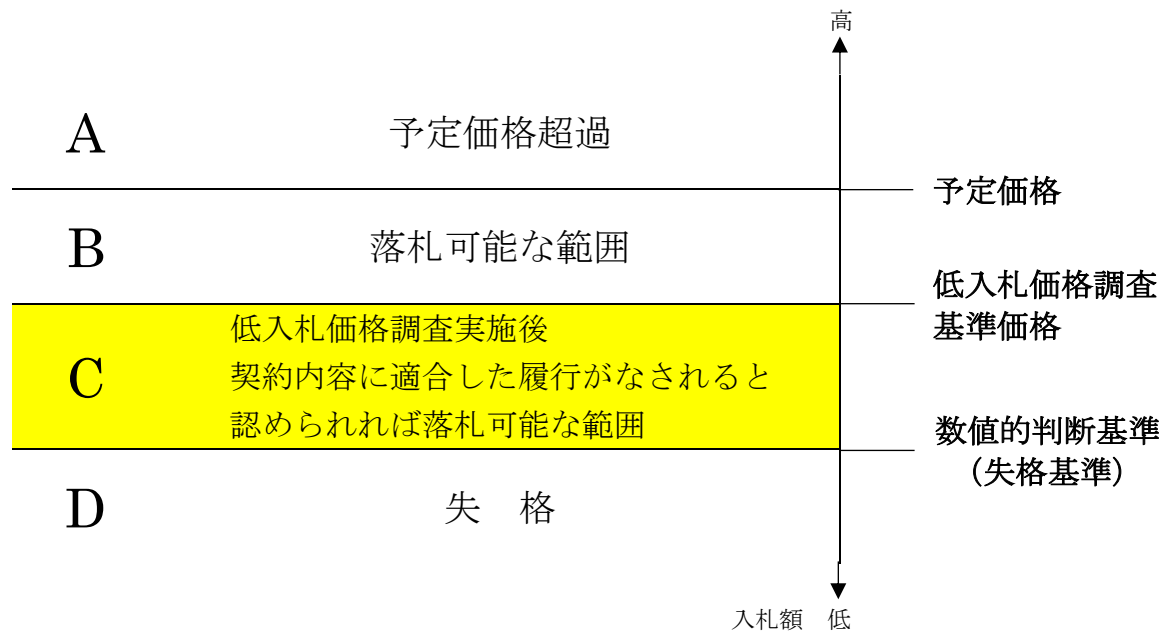 高
A
予定価格超過
予定価格
B
落札可能な範囲
低入札価格調査
基準価格
C
低入札価格調査実施後
契約内容に適合した履行がなされると
認められれば落札可能な範囲
数値的判断基準
（失格基準）
D
失　格
入札額　低